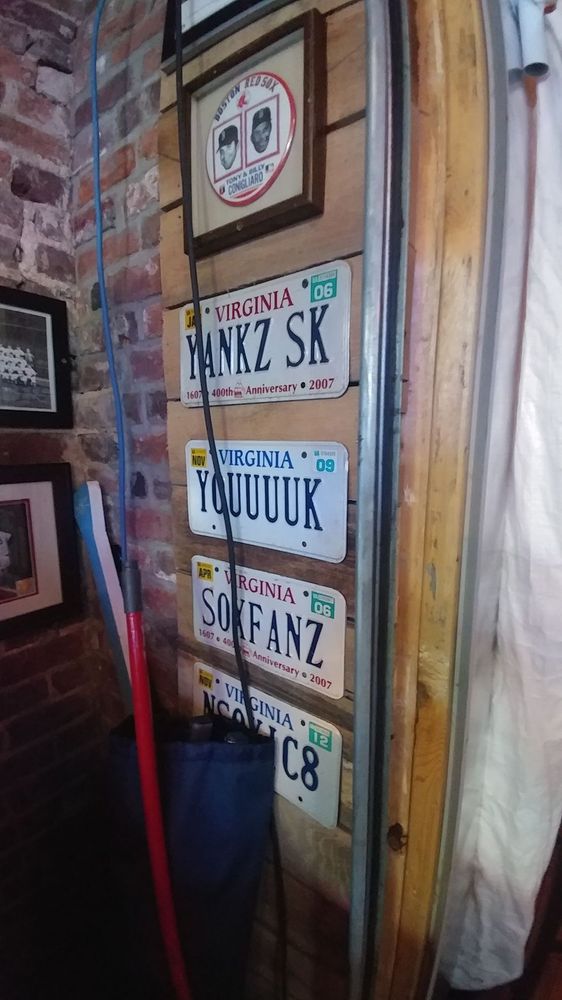 BOSTON RED SOX
TONY & BILLY
CONIGLIARO
JA VIRGINIA 06
YANKZ SK
1607 • 400th Anniversary • 2007
NOV VIRGINIA 09
YOUUUUK
APR VIRGINIA 06
SOXFANZ
1607 • 400th Anniversary • 2007
NOV VIRGINIA 12